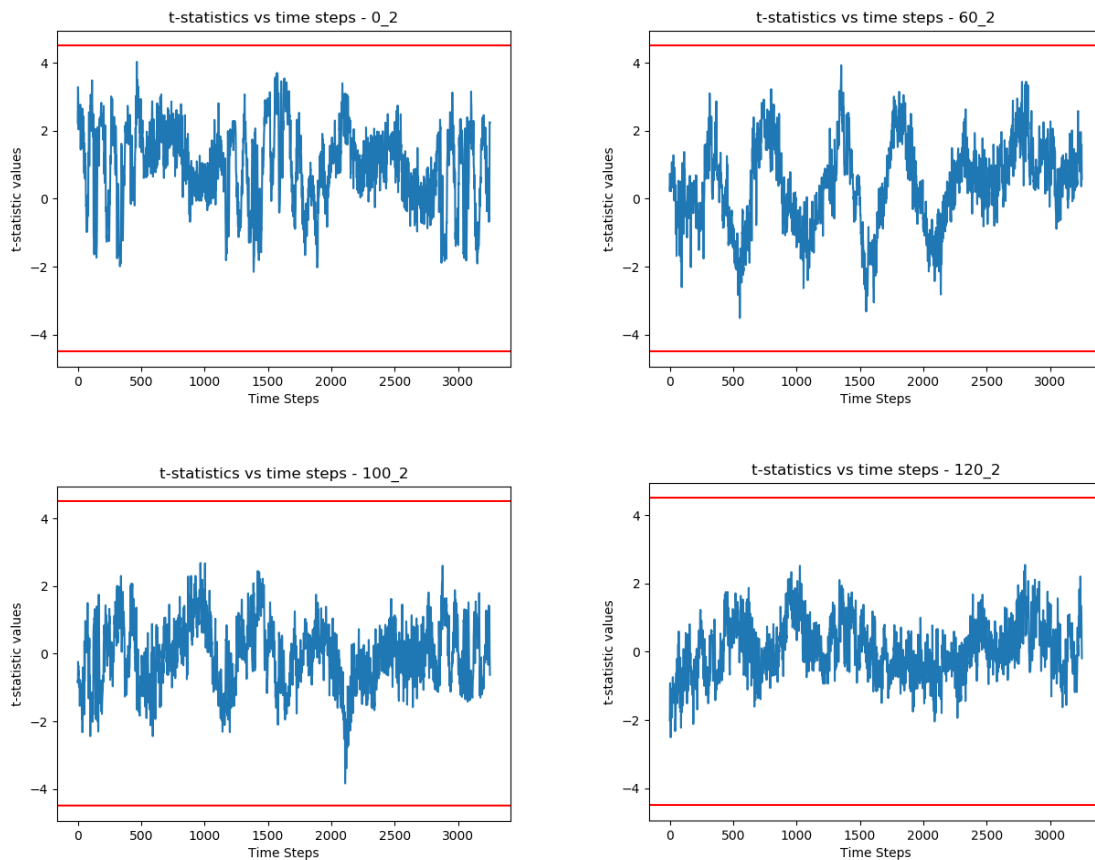 t-statistics vs time steps - 0_2
t-statistic values
4
2
0
−2
−4
0 500 1000 1500 2000 2500 3000
Time Steps
t-statistics vs time steps - 60_2
t-statistic values
4
2
0
−2
−4
0 500 1000 1500 2000 2500 3000
Time Steps
t-statistics vs time steps - 100_2
t-statistic values
4
2
0
−2
−4
0 500 1000 1500 2000 2500 3000
Time Steps
t-statistics vs time steps - 120_2
t-statistic values
4
2
0
−2
−4
0 500 1000 1500 2000 2500 3000
Time Steps